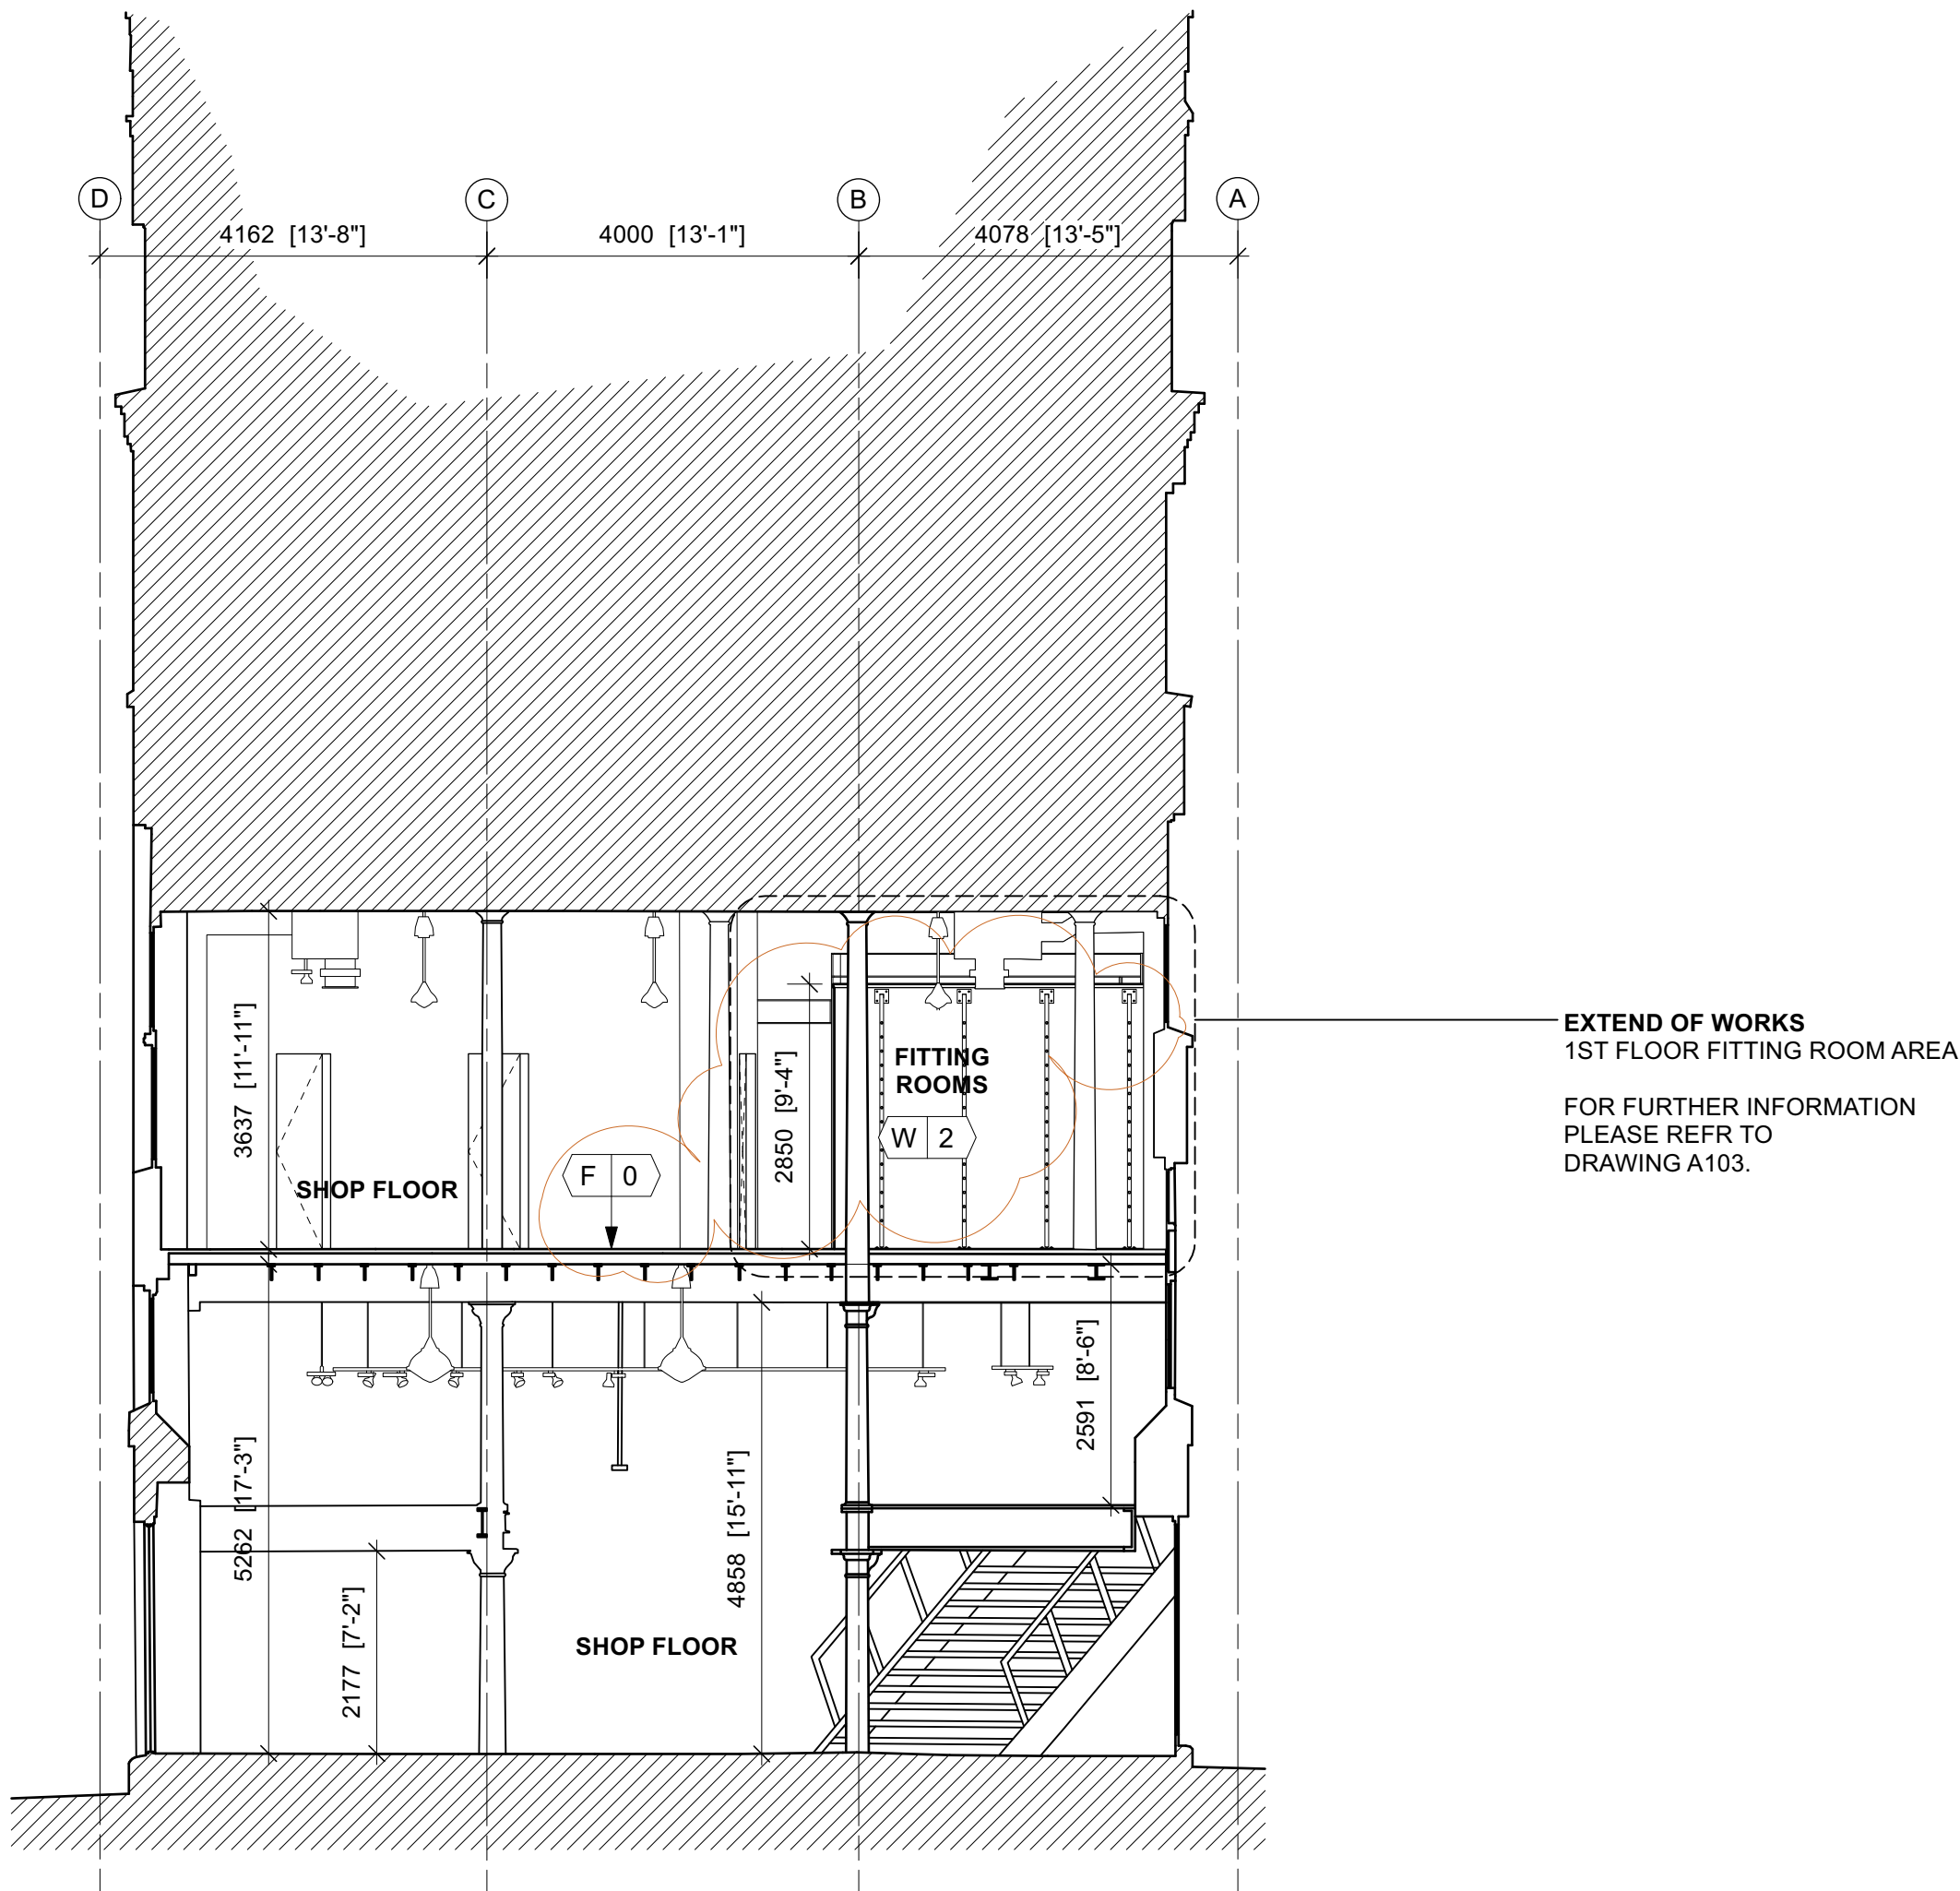 D
C
B
A
4162 [13'-8"]
4000 [13'-1"]
4078 [13'-5"]
3637 [11'-11"]
2850 [9'-4"]
FITTING
ROOMS
W 2
F 0
SHOP FLOOR
EXTEND OF WORKS
1ST FLOOR FITTING ROOM AREA
FOR FURTHER INFORMATION
PLEASE REFR TO
DRAWING A103.
5262 [17'-3"]
2177 [7'-2"]
4858 [15'-11"]
2591 [8'-6"]
SHOP FLOOR